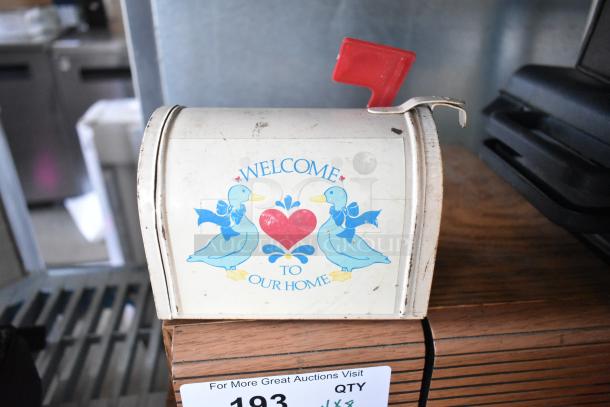 WELCOME
TO
OUR HOME
For More Great Auctions Visit
193
QTY